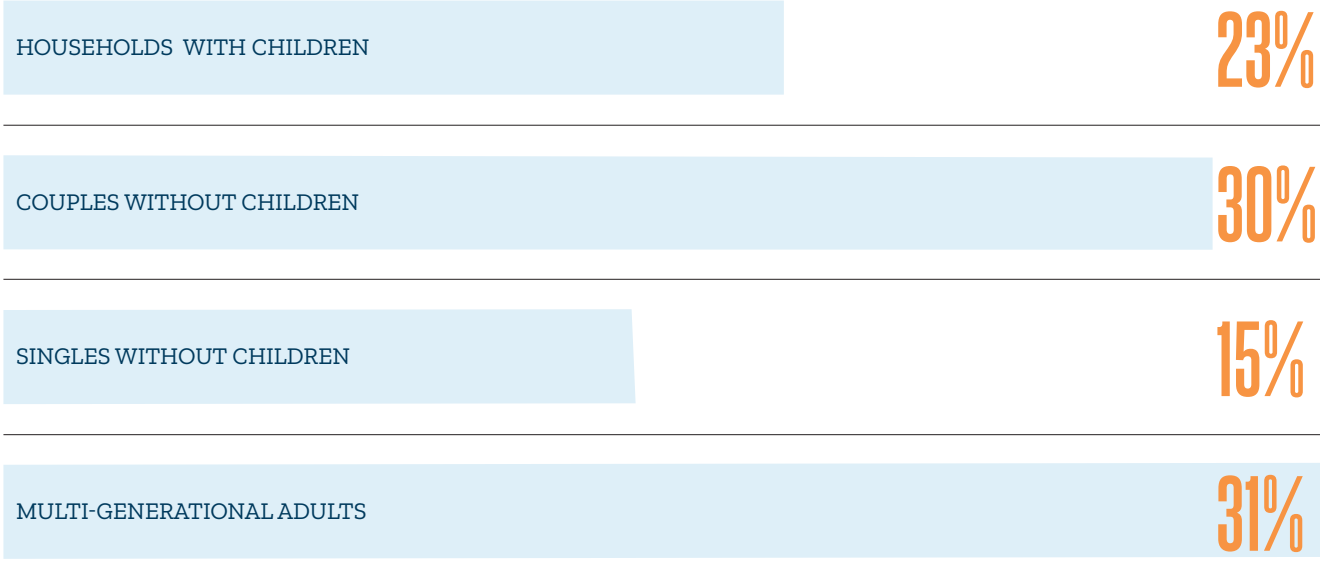 HOUSEHOLDS WITH CHILDREN 23%
COUPLES WITHOUT CHILDREN 30%
SINGLES WITHOUT CHILDREN 15%
MULTI-GENERATIONAL ADULTS 31%